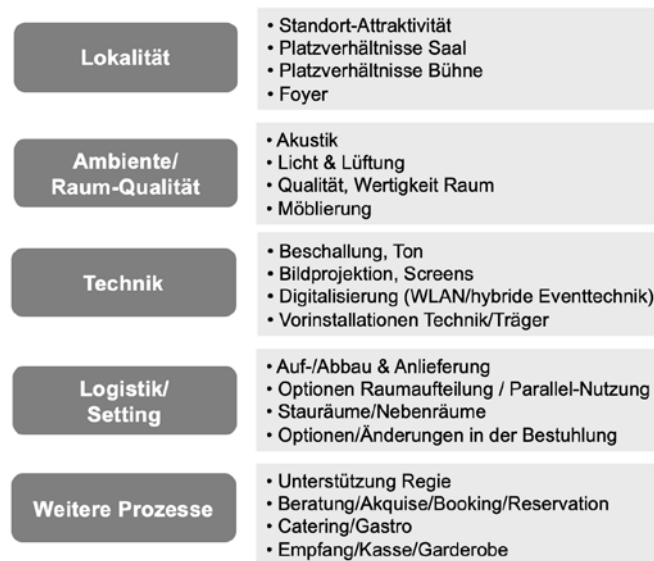 Lokalität
• Standort-Attraktivität
• Platzverhältnisse Saal
• Platzverhältnisse Bühne
• Foyer
Ambiente/
Raum-Qualität
• Akustik
• Licht & Lüftung
• Qualität, Wertigkeit Raum
• Möblierung
Technik
• Beschallung, Ton
• Bildprojektion, Screens
• Digitalisierung (WLAN/hybride Eventtechnik)
• Vorinstallationen Technik/Träger
Logistik/
Setting
• Auf-/Abbau & Anlieferung
• Optionen Raumaufteilung / Parallel-Nutzung
• Stauräume/Nebenräume
• Optionen/Änderungen in der Bestuhlung
Weitere Prozesse
• Unterstützung Regie
• Beratung/Akquise/Booking/Reservation
• Catering/Gastro
• Empfang/Kasse/Garderobe